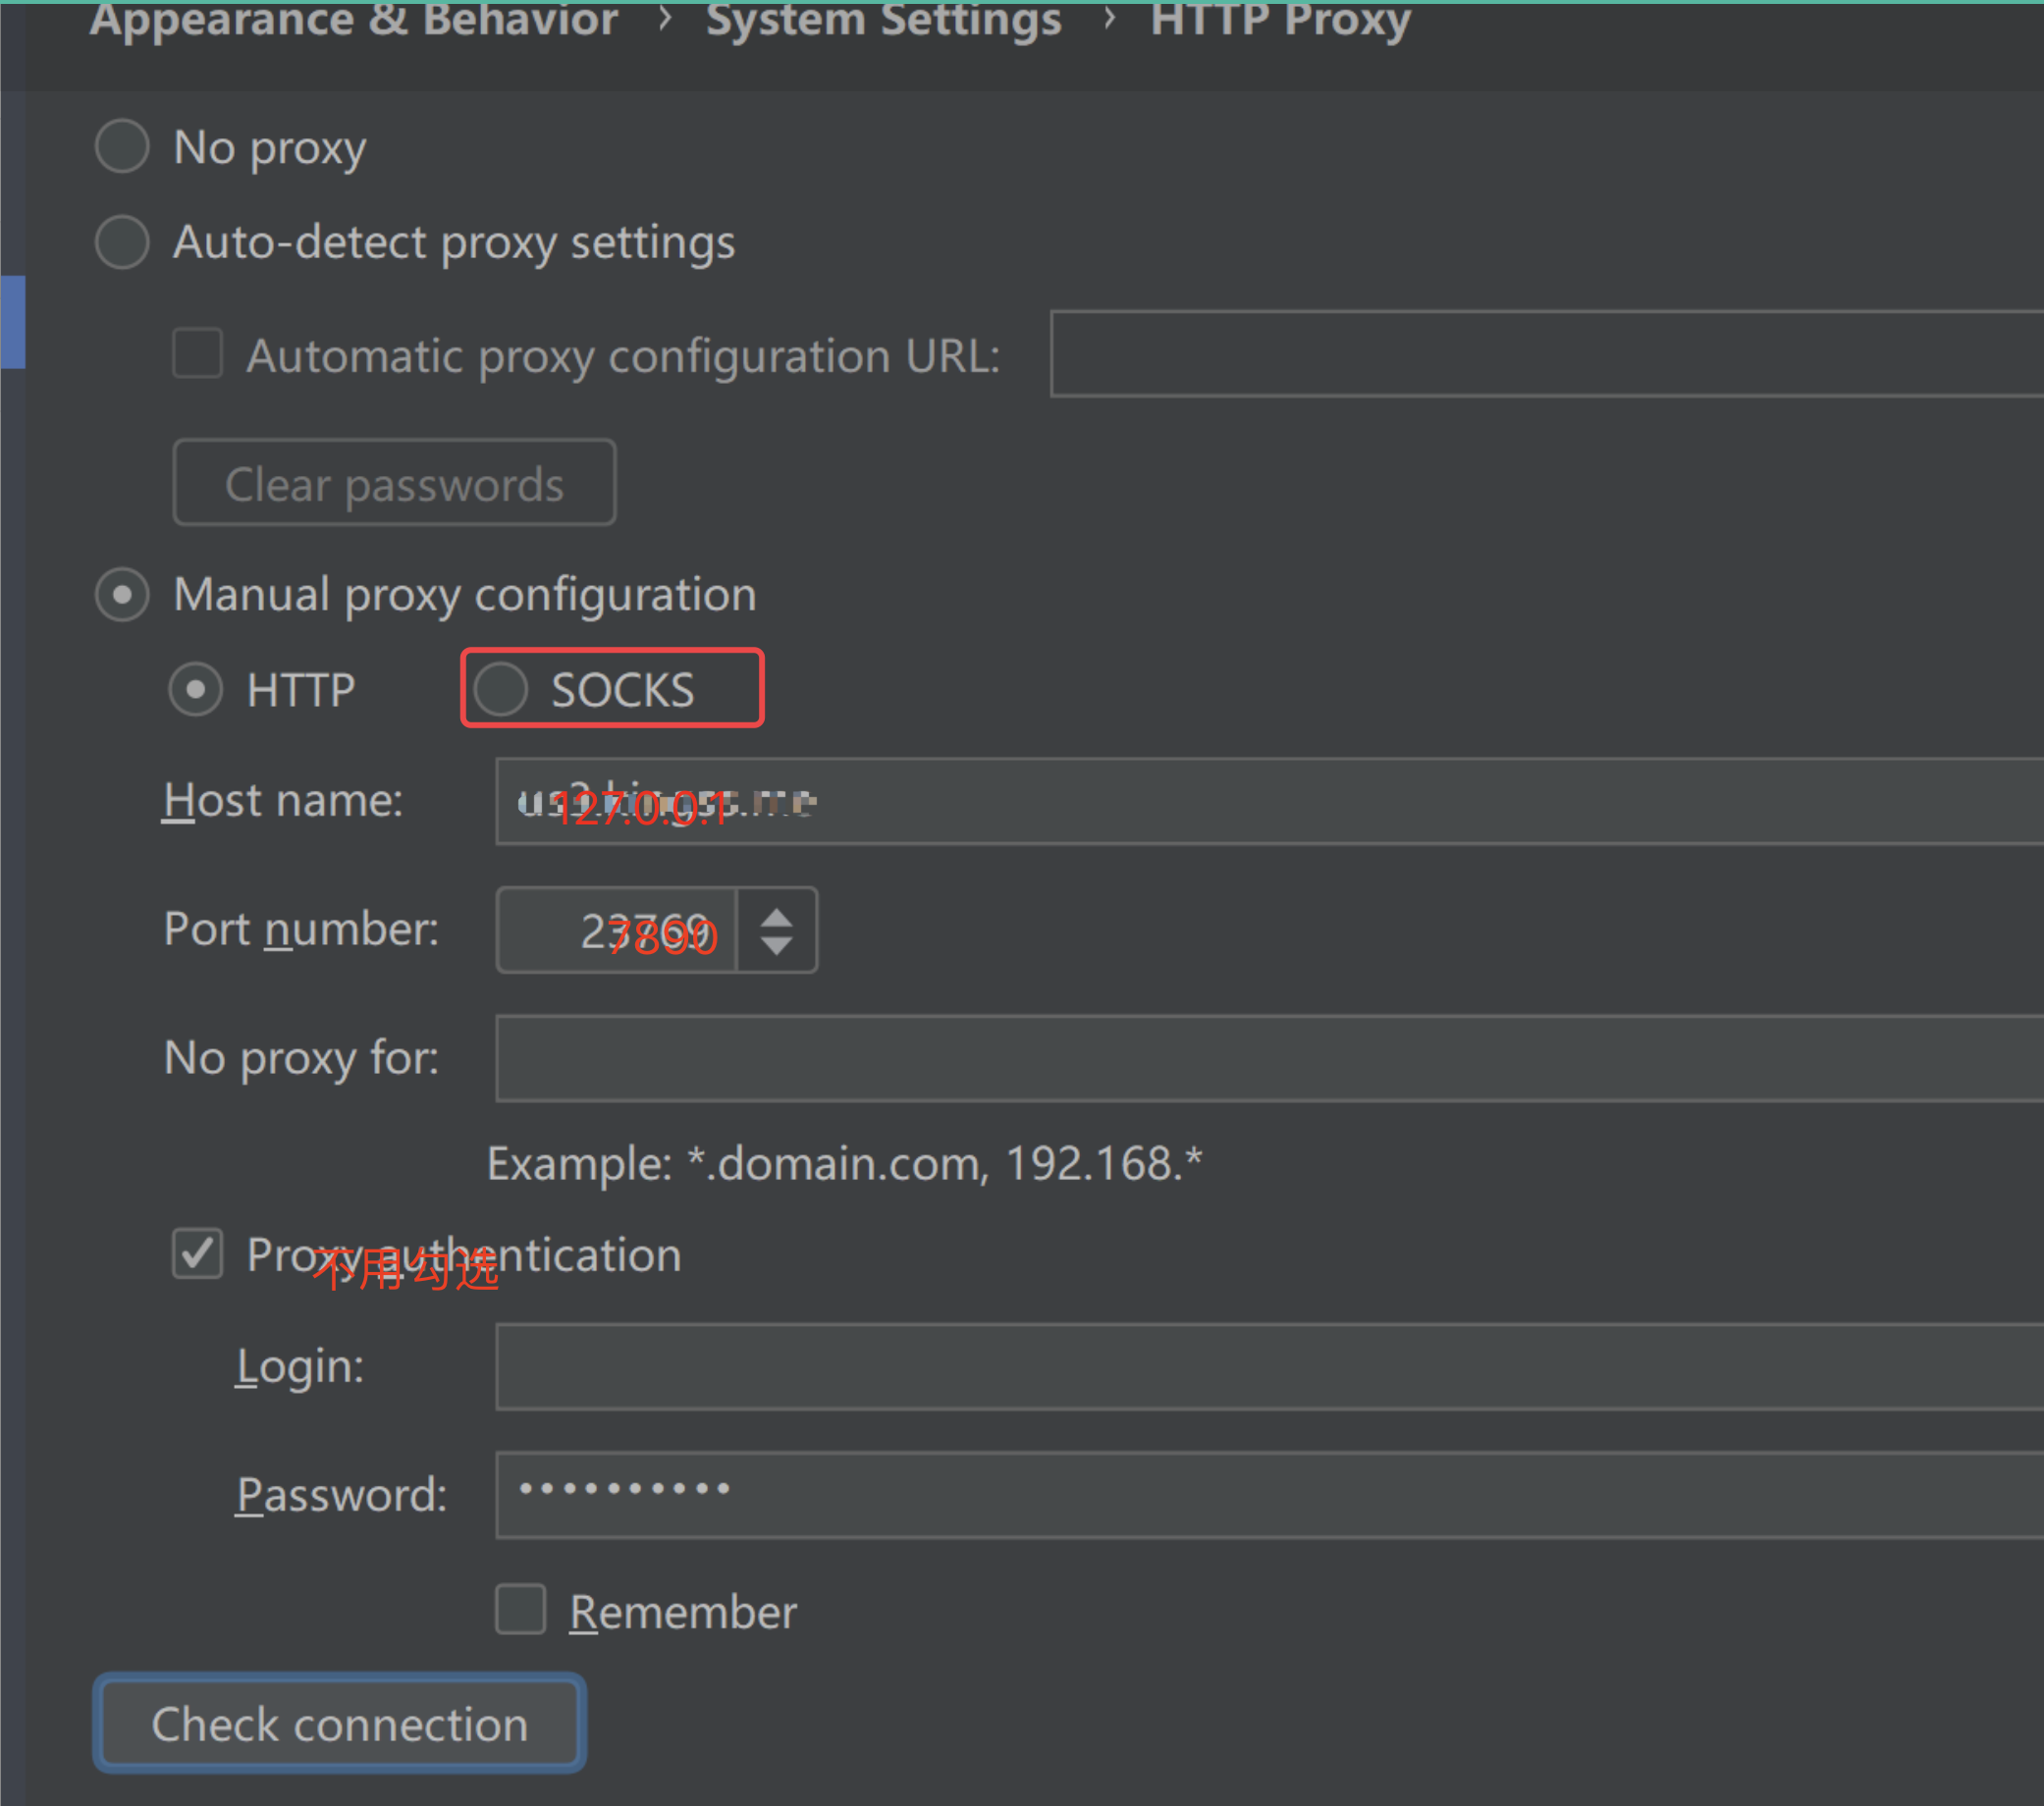 Appearance & Behavior › System Settings › HTTP Proxy
No proxy
Auto-detect proxy settings
Automatic proxy configuration URL:
Clear passwords
Manual proxy configuration
HTTP SOCKS
Host name: 127.0.0.1
Port number: 23769 7890
No proxy for:
Example: *.domain.com, 192.168.*
Proxy authentication
不用勾选
Login:
Password: ••••••••••
Remember
Check connection